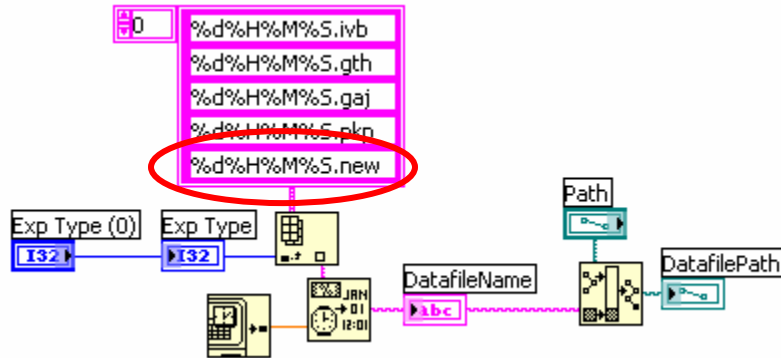 0
%d%H%M%S.ivb
%d%H%M%S.gth
%d%H%M%S.gaj
%d%H%M%S.pkp
%d%H%M%S.new
Path
Exp Type (0)
Exp Type
I32
I32
DatafileName
DatafilePath
abc
%S
JAN
01
12:01